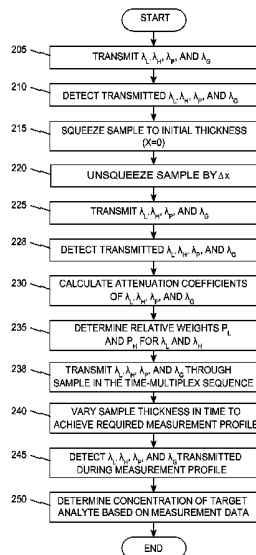 START
205
TRANSMIT λL, λH, λP, AND λG
210
DETECT TRANSMITTED λL, λH, λP, AND λG
215
SQUEEZE SAMPLE TO INITIAL THICKNESS
{X=0}
220
UNSQUEEZE SAMPLE BY Δx
225
TRANSMIT λL, λH, λP, AND λG
228
DETECT TRANSMITTED λL, λH, λP, AND λG
230
CALCULATE ATTENUATION COEFFICIENTS
OF λL, λH, λP, AND λG
235
DETERMINE RELATIVE WEIGHTS PL
AND PH FOR λL AND λH
238
TRANSMIT λL, λH, λP, AND λG THROUGH
SAMPLE IN THE TIME-MULTIPLEX SEQUENCE
240
VARY SAMPLE THICKNESS IN TIME TO
ACHIEVE REQUIRED MEASUREMENT PROFILE
245
DETECT λL, λH, λP, AND λG TRANSMITTED
DURING MEASUREMENT PROFILE
250
DETERMINE CONCENTRATION OF TARGET
ANALYTE BASED ON MEASUREMENT DATA
END